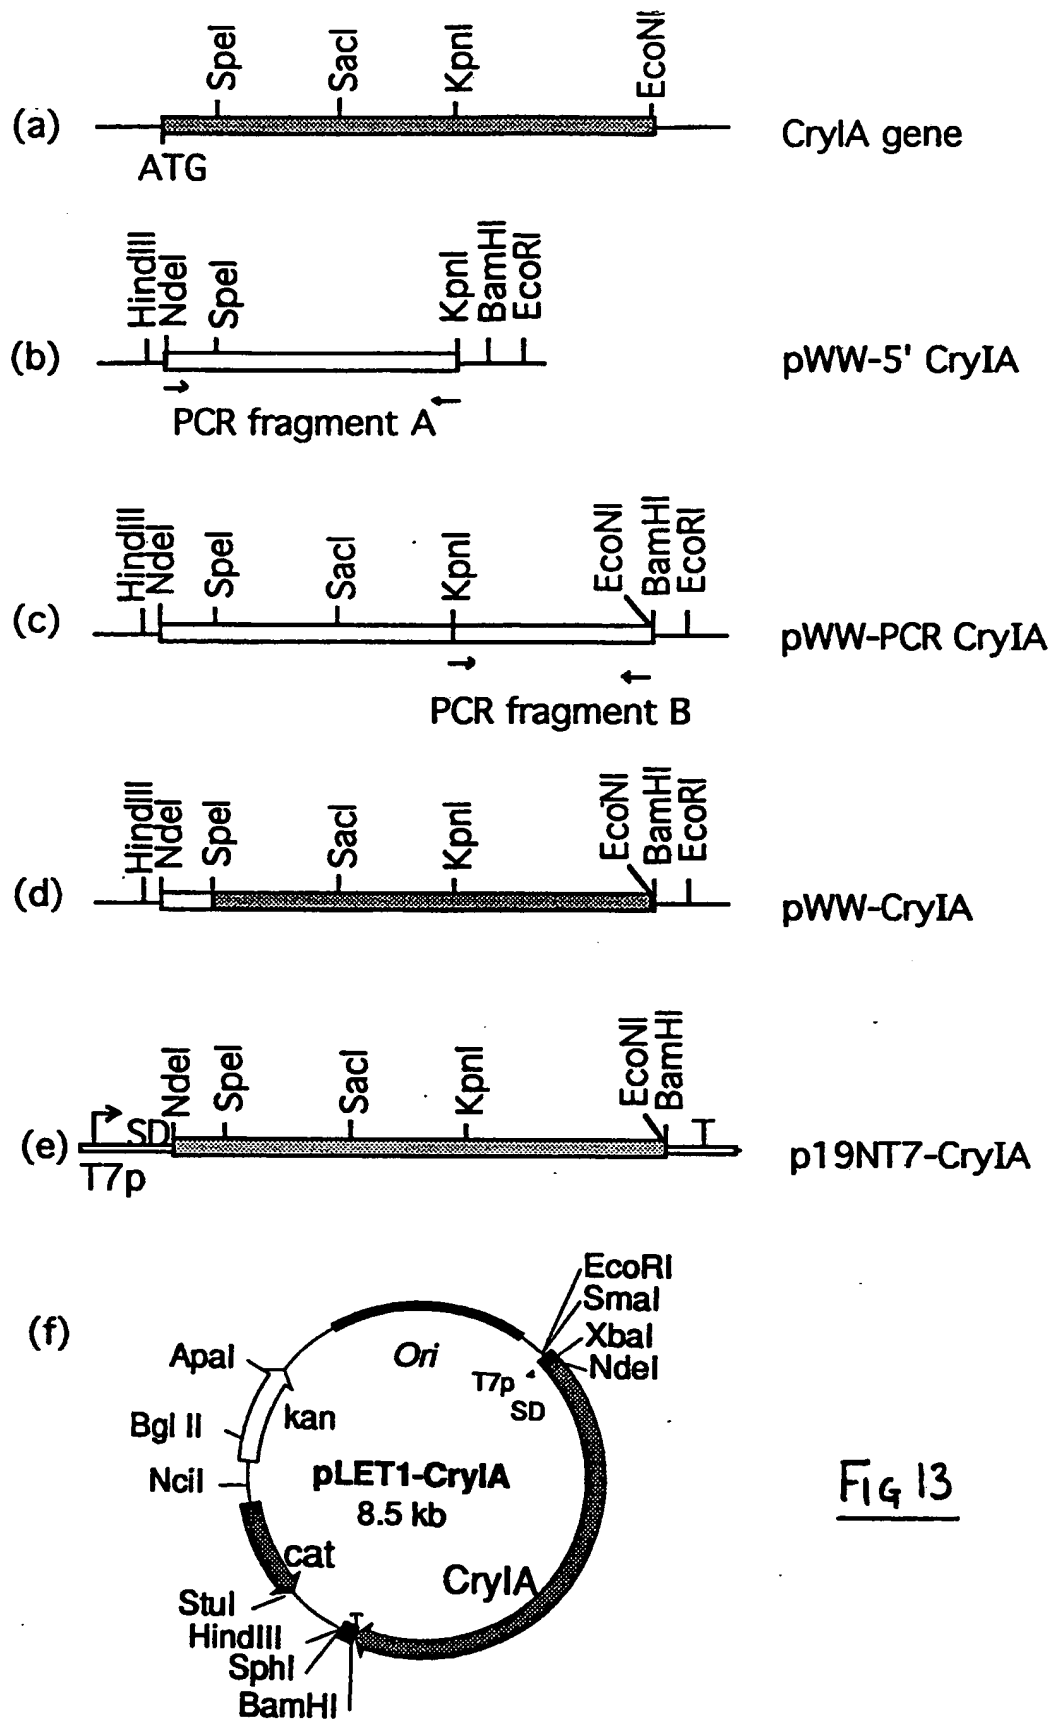 (a)
SpeI
SacI
KpnI
EcoNI
ATG
CryIA gene
(b)
HindIII
NdeI
SpeI
KpnI
BamHI
EcoRI
PCR fragment A
pWW-5' CryIA
(c)
HindIII
NdeI
SpeI
SacI
KpnI
EcoNI
BamHI
EcoRI
PCR fragment B
pWW-PCR CryIA
(d)
HindIII
NdeI
SpeI
SacI
KpnI
EcoNI
BamHI
EcoRI
pWW-CryIA
(e)
T7p
SD
NdeI
SpeI
SacI
KpnI
EcoNI
BamHI
T
p19NT7-CryIA
(f)
EcoRI
SmaI
XbaI
NdeI
Ori
T7p
SD
ApaI
Bgl II
kan
NciI
pLET1-CryIA
8.5 kb
cat
CryIA
StuI
HindIII
SphI
BamHI
T
FIG 13